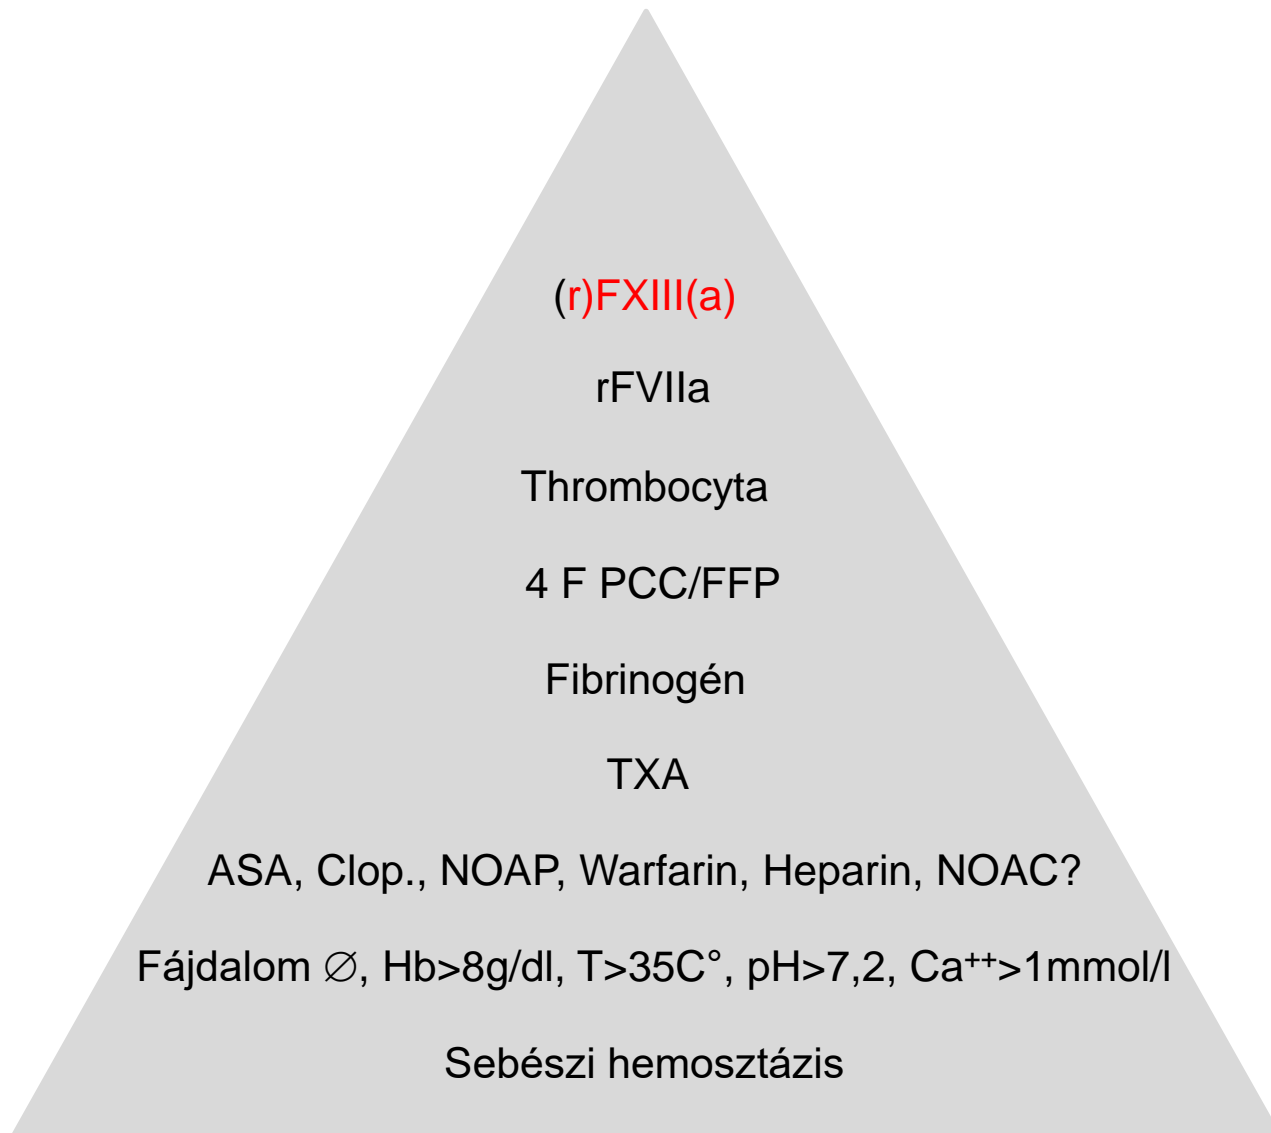 (r)FXIII(a)
rFVIIa
Thrombocyta
4 F PCC/FFP
Fibrinogén
TXA
ASA, Clop., NOAP, Warfarin, Heparin, NOAC?
Fájdalom ∅, Hb>8g/dl, T>35C°, pH>7,2, Ca⁺⁺>1mmol/l
Sebészi hemosztázis